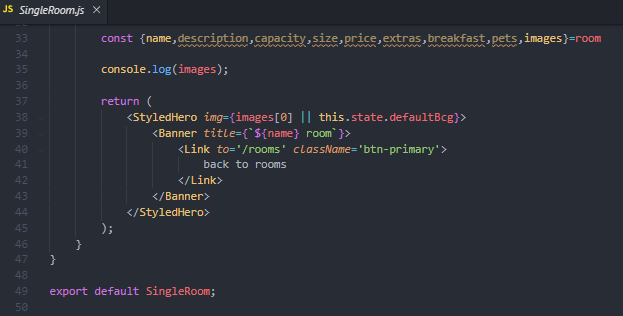 JS SingleRoom.js ×
33 const {name,description,capacity,size,price,extras,breakfast,pets,images}=room
34
35 console.log(images);
36
37 return (
38 <StyledHero img={images[0] || this.state.defaultBcg}>
39 <Banner title={`${name} room`}>
40 <Link to='/rooms' className='btn-primary'>
41 back to rooms
42 </Link>
43 </Banner>
44 </StyledHero>
45 );
46 }
47 }
48
49 export default SingleRoom;
50